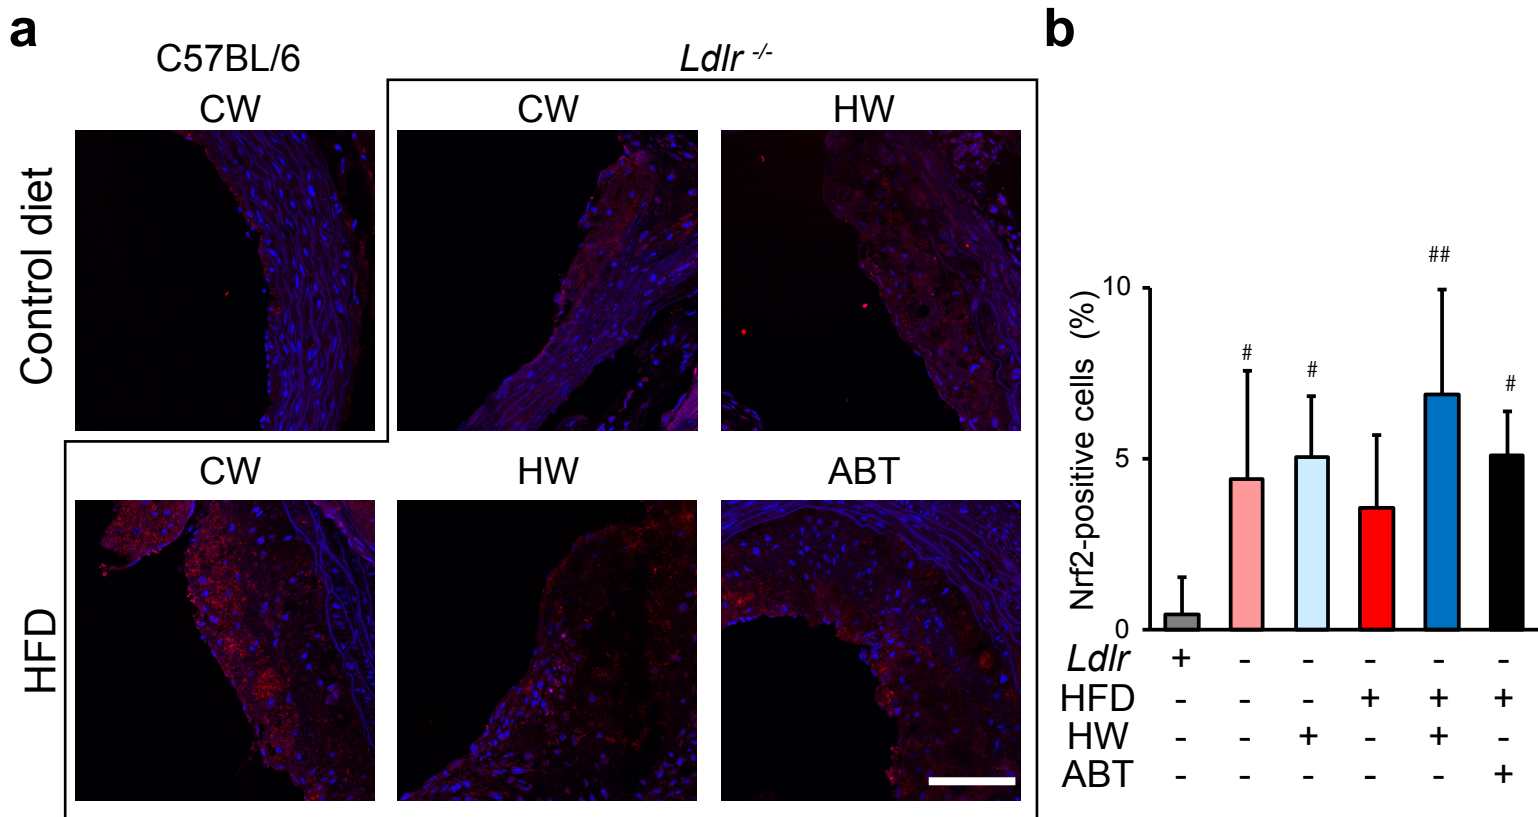 a
C57BL/6
Ldlr -/-
CW
CW
HW
Control diet
CW
HW
ABT
HFD
b
Nrf2-positive cells (%)
10
5
0
#
#
##
#
Ldlr + - - - - -
HFD - - - + + +
HW - - + - + -
ABT - - - - - +